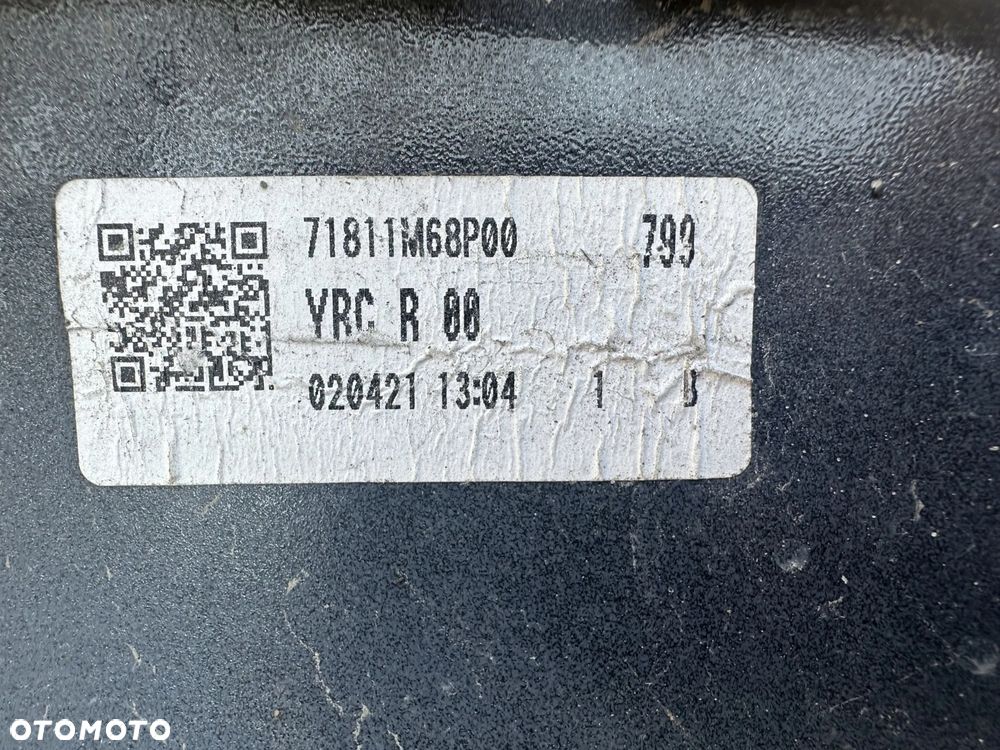 71811M68P00 799
YRC R 00
020421 13:04 1 B
OTOMOTO